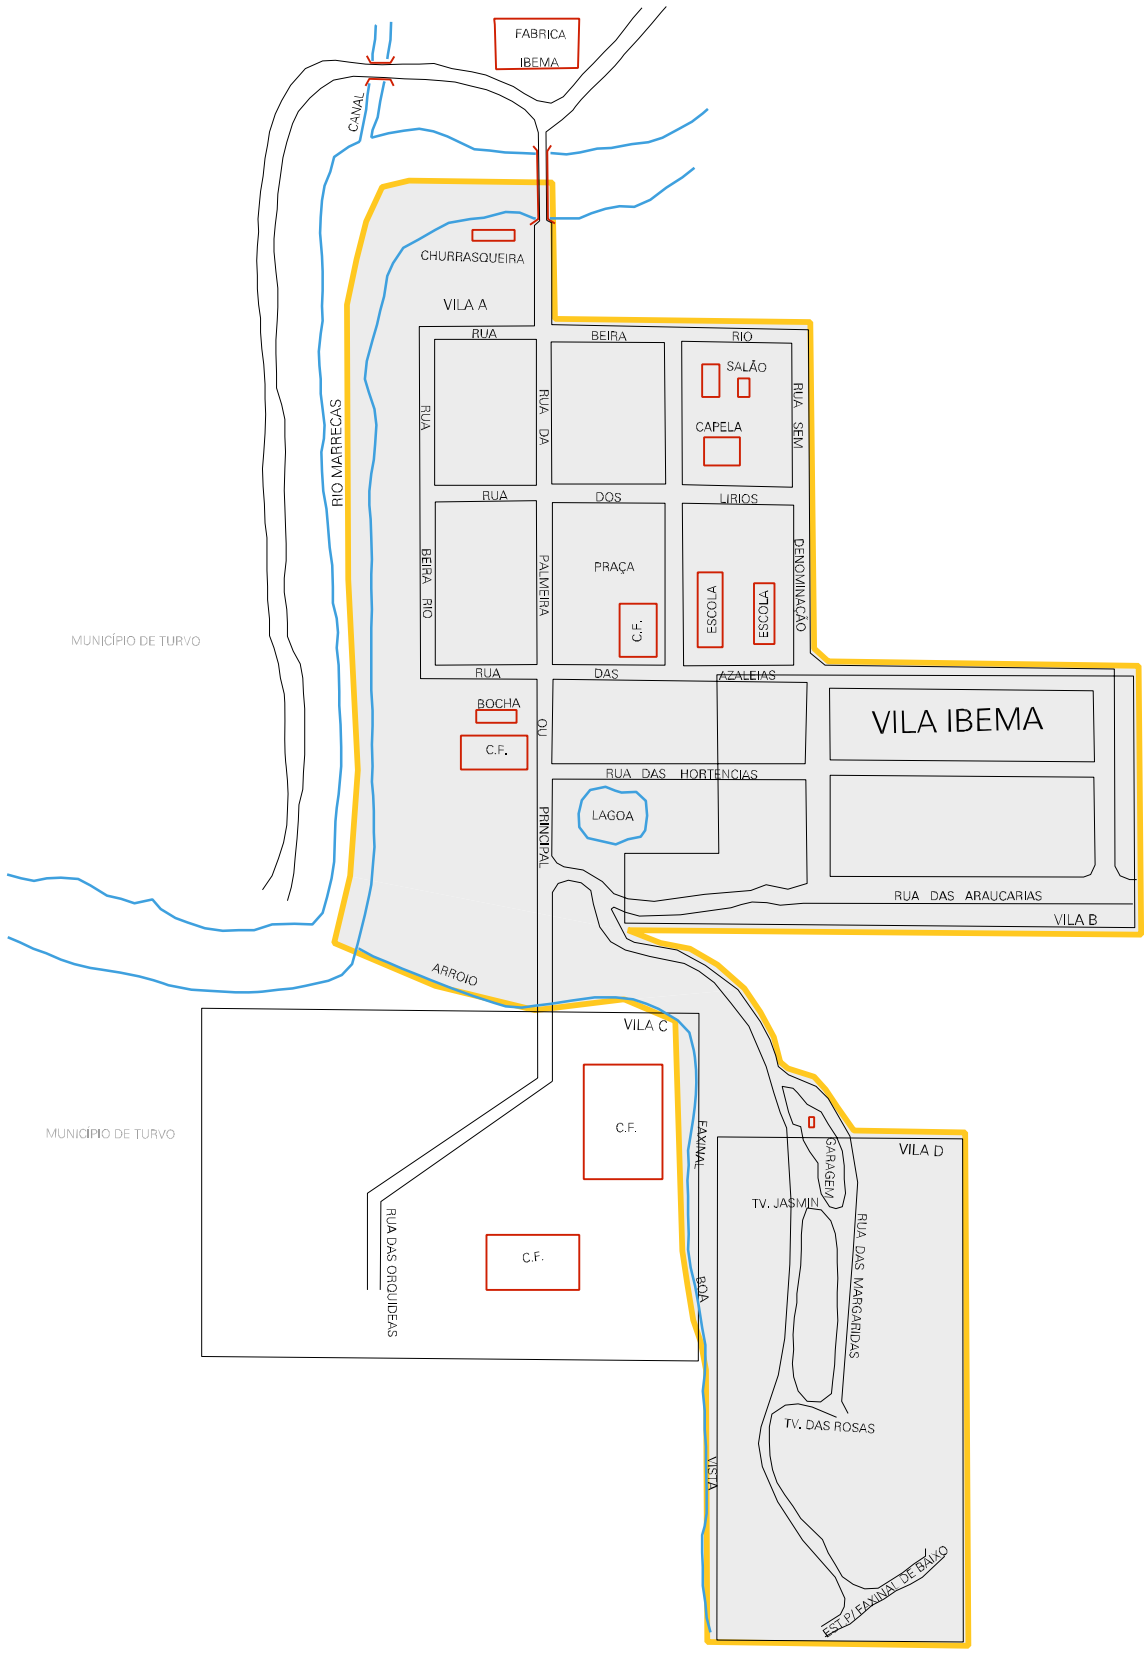 FABRICA
IBEMA
CANAL
CHURRASQUEIRA
VILA A
RUA BEIRA RIO
SALÃO
RUA BEIRA RIO
RUA DA PALMEIRA OU PRINCIPAL
RUA SEM DENOMINAÇÃO
CAPELA
RIO MARRECAS
RUA DOS LIRIOS
PRAÇA
C.F.
ESCOLA
ESCOLA
MUNICÍPIO DE TURVO
RUA DAS AZALEIAS
BOCHA
C.F.
VILA IBEMA
RUA DAS HORTENCIAS
LAGOA
RUA DAS ARAUCARIAS
VILA B
ARROIO FAXINAL BOA VISTA
VILA C
C.F.
MUNICÍPIO DE TURVO
GARAGEM
VILA D
TV. JASMIN
RUA DAS ORQUIDEAS
C.F.
RUA DAS MARGARIDAS
TV. DAS ROSAS
EST.P/ FAXINAL DE BAIXO